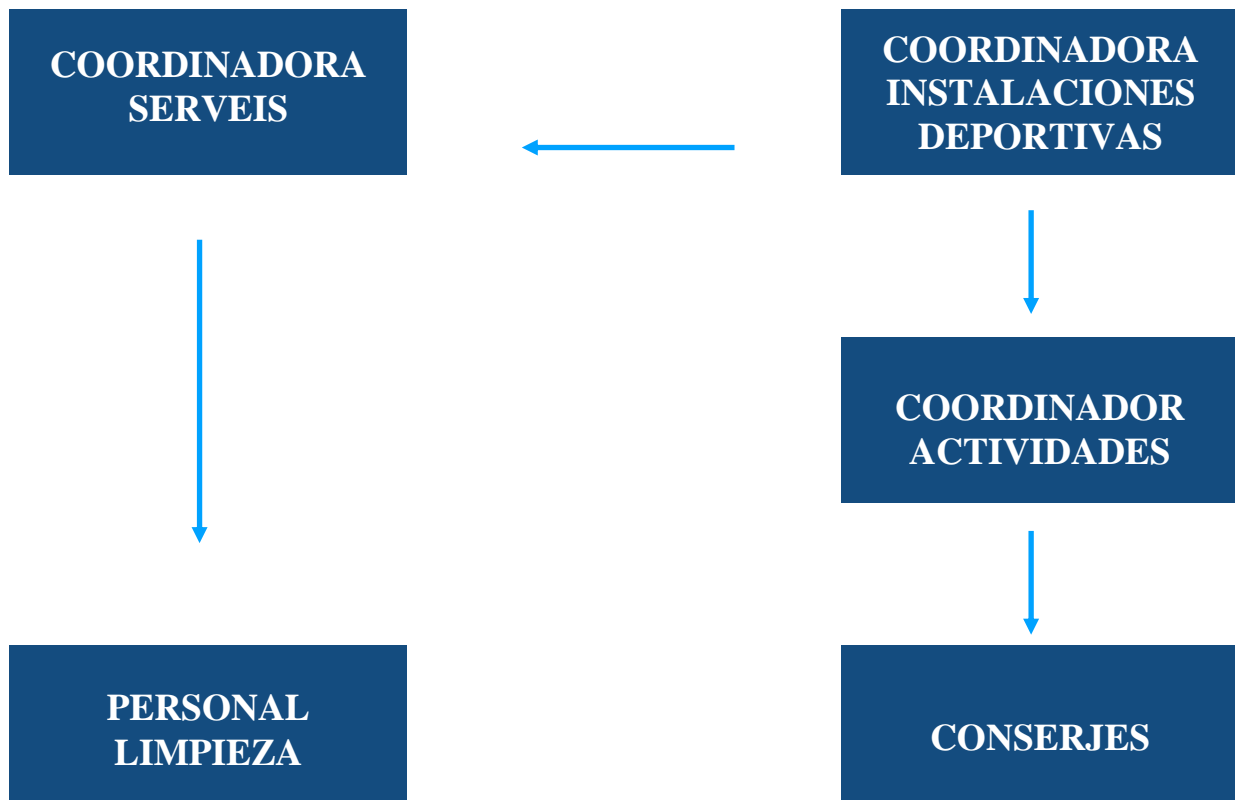 COORDINADORA
SERVEIS
COORDINADORA
INSTALACIONES
DEPORTIVAS
COORDINADOR
ACTIVIDADES
PERSONAL
LIMPIEZA
CONSERJES